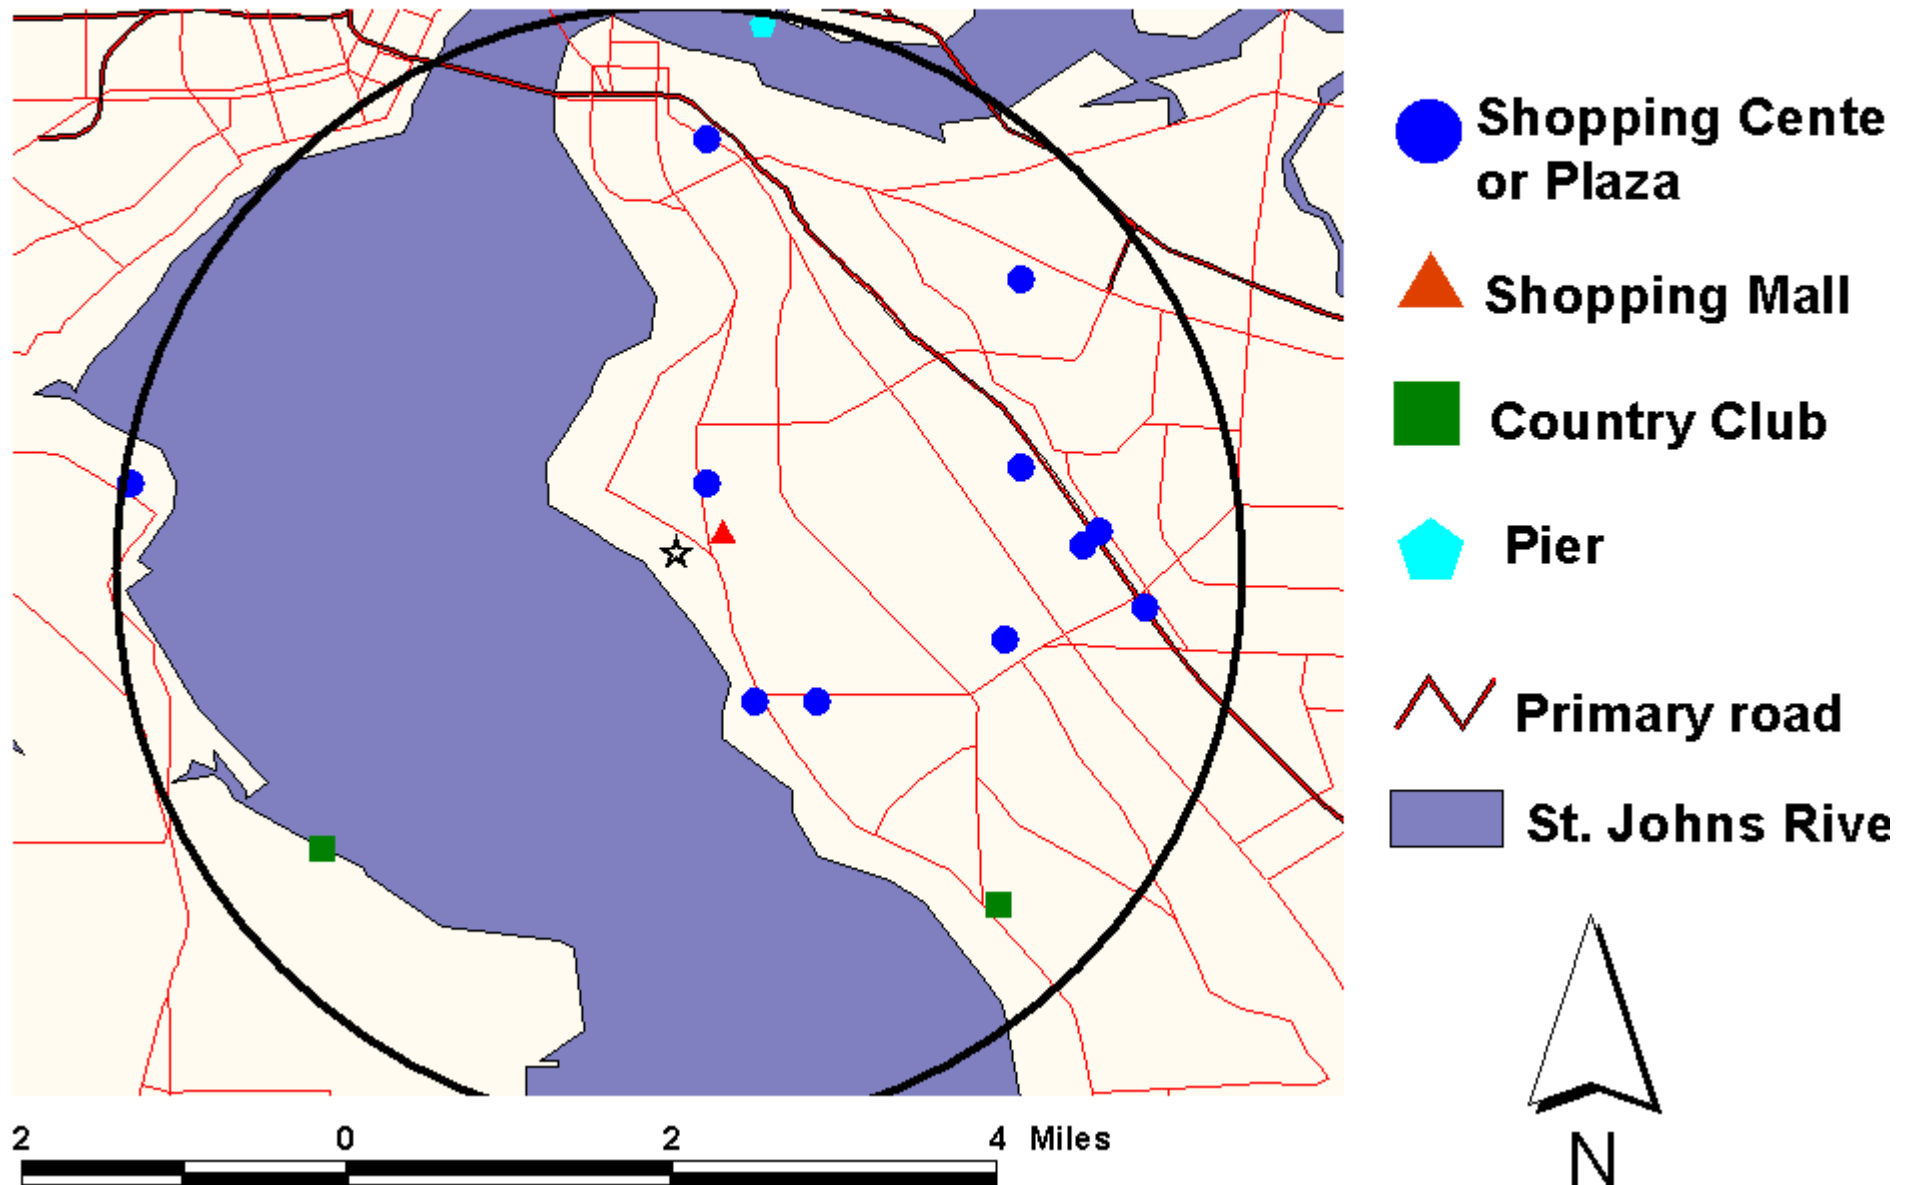 Shopping Cente
or Plaza
Shopping Mall
Country Club
Pier
Primary road
St. Johns Rive
2 0 2 4 Miles
N